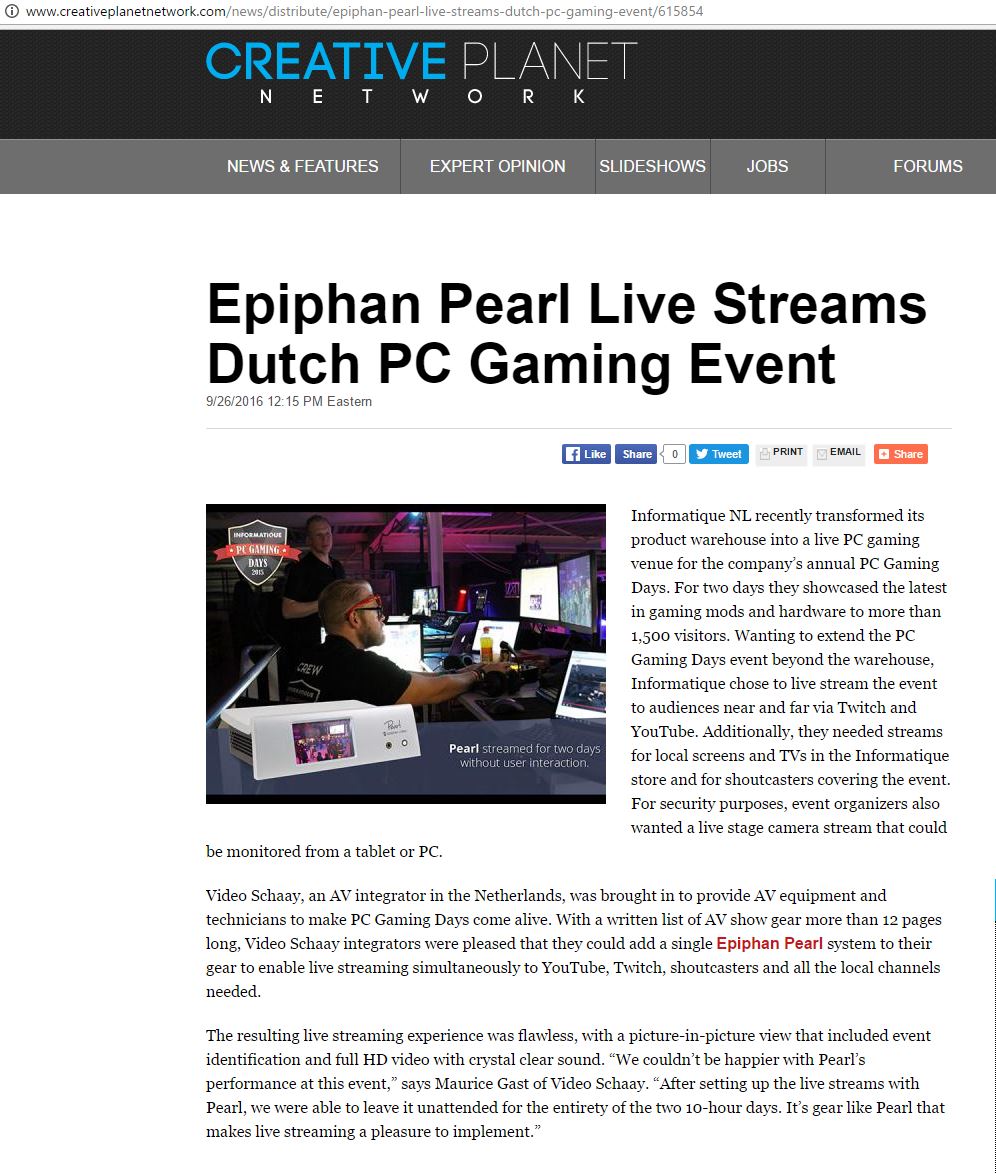 www.creativeplanetnetwork.com/news/distribute/epiphan-pearl-live-streams-dutch-pc-gaming-event/615854
CREATIVE PLANET
NETWORK
NEWS & FEATURES
EXPERT OPINION
SLIDESHOWS
JOBS
FORUMS
Epiphan Pearl Live Streams
Dutch PC Gaming Event
9/26/2016 12:15 PM Eastern
Like
Share
0
Tweet
PRINT
EMAIL
Share
INFORMATIQUE
PC GAMING
DAYS
2015
CREW
Pearl
Pearl streamed for two days
without user interaction.
Informatique NL recently transformed its
product warehouse into a live PC gaming
venue for the company’s annual PC Gaming
Days. For two days they showcased the latest
in gaming mods and hardware to more than
1,500 visitors. Wanting to extend the PC
Gaming Days event beyond the warehouse,
Informatique chose to live stream the event
to audiences near and far via Twitch and
YouTube. Additionally, they needed streams
for local screens and TVs in the Informatique
store and for shoutcasters covering the event.
For security purposes, event organizers also
wanted a live stage camera stream that could
be monitored from a tablet or PC.
Video Schaay, an AV integrator in the Netherlands, was brought in to provide AV equipment and
technicians to make PC Gaming Days come alive. With a written list of AV show gear more than 12 pages
long, Video Schaay integrators were pleased that they could add a single Epiphan Pearl system to their
gear to enable live streaming simultaneously to YouTube, Twitch, shoutcasters and all the local channels
needed.
The resulting live streaming experience was flawless, with a picture-in-picture view that included event
identification and full HD video with crystal clear sound. “We couldn’t be happier with Pearl’s
performance at this event,” says Maurice Gast of Video Schaay. “After setting up the live streams with
Pearl, we were able to leave it unattended for the entirety of the two 10-hour days. It’s gear like Pearl that
makes live streaming a pleasure to implement.”